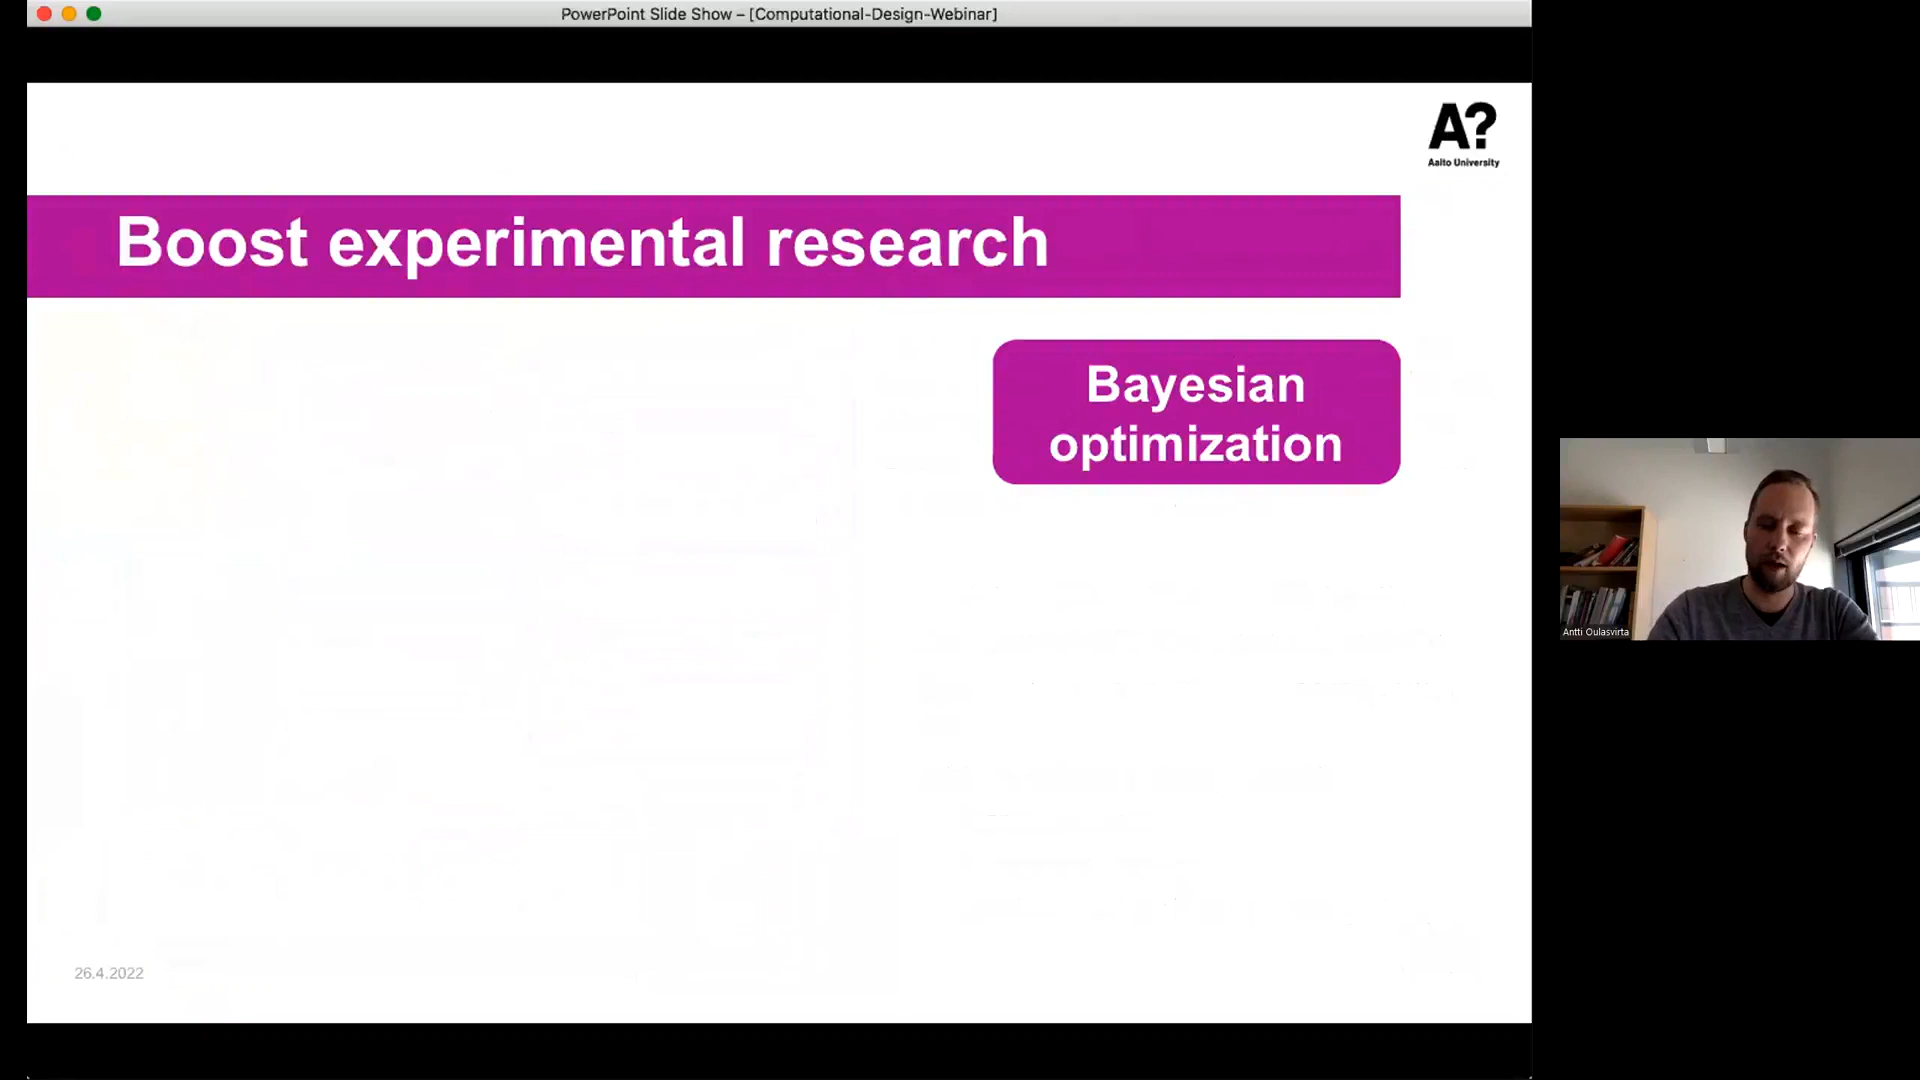 PowerPoint Slide Show – [Computational-Design-Webinar]
A?
Aalto University
Boost experimental research
Bayesian
optimization
Antti Oulasvirta
26.4.2022